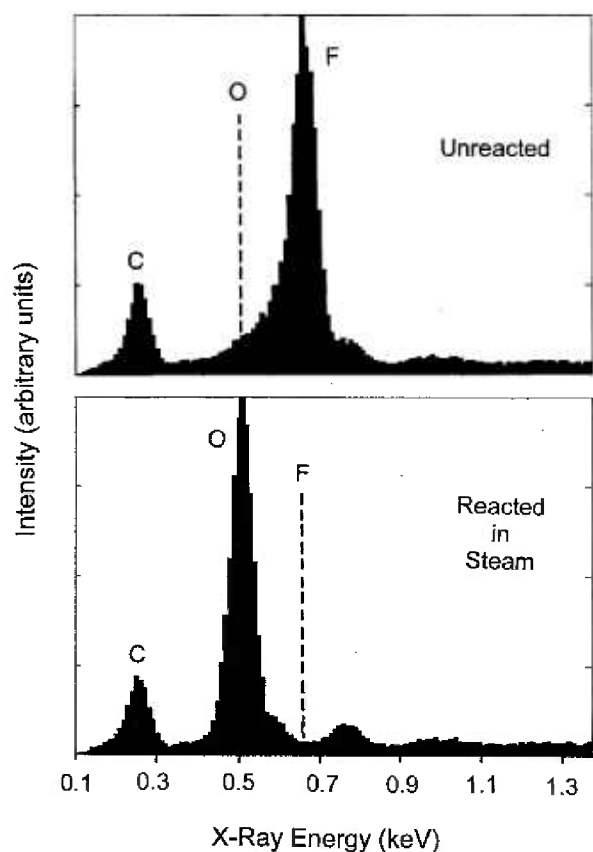 F
O
Unreacted
C
Intensity (arbitrary units)
O
F
Reacted
in
Steam
C
0.1 0.3 0.5 0.7 0.9 1.1 1.3
X-Ray Energy (keV)